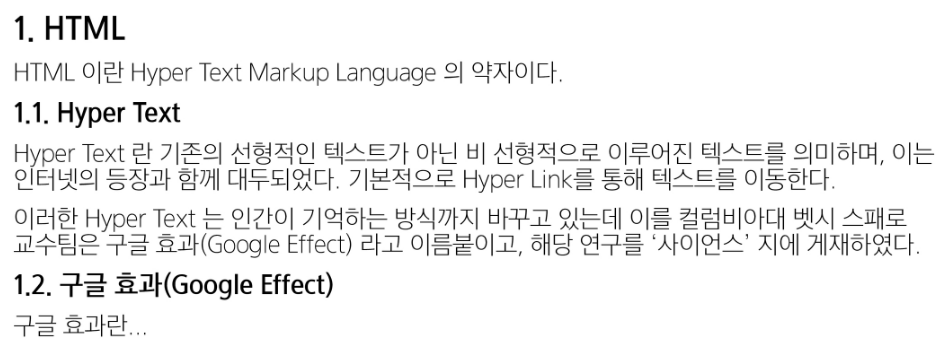 1. HTML
HTML 이란 Hyper Text Markup Language 의 약자이다.
1.1. Hyper Text
Hyper Text 란 기존의 선형적인 텍스트가 아닌 비 선형적으로 이루어진 텍스트를 의미하며, 이는
인터넷의 등장과 함께 대두되었다. 기본적으로 Hyper Link를 통해 텍스트를 이동한다.
이러한 Hyper Text 는 인간이 기억하는 방식까지 바꾸고 있는데 이를 컬럼비아대 벳시 스패로
교수팀은 구글 효과(Google Effect) 라고 이름붙이고, 해당 연구를 ‘사이언스’ 지에 게재하였다.
1.2. 구글 효과(Google Effect)
구글 효과란...